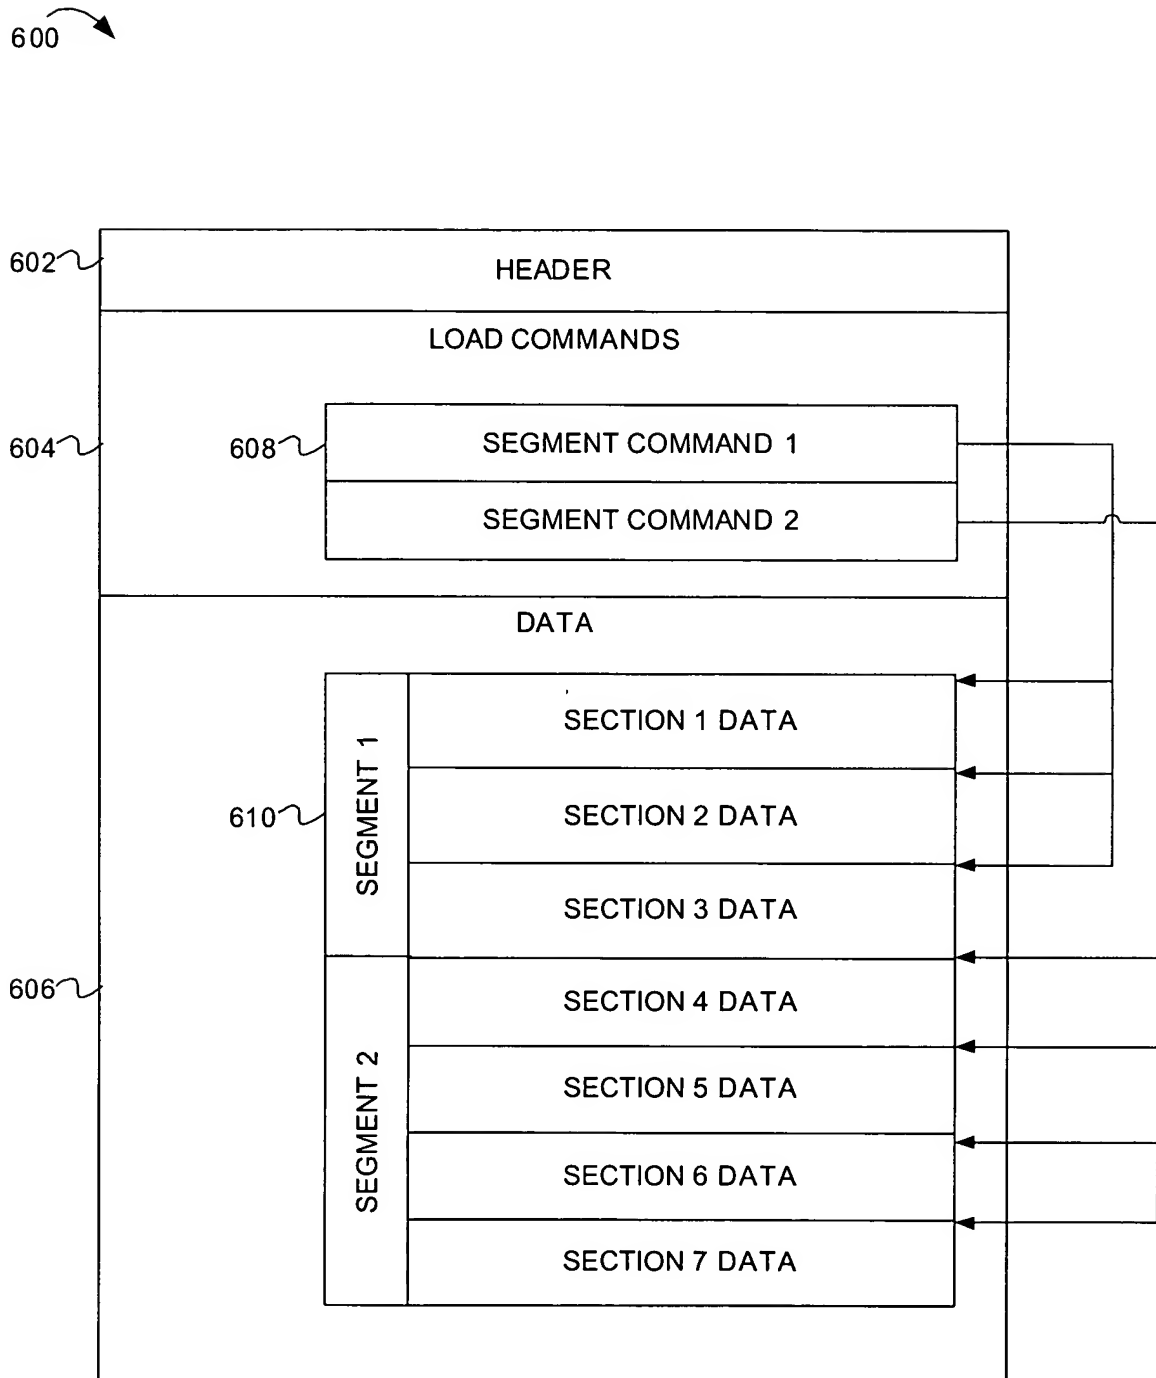 600
602
HEADER
LOAD COMMANDS
604
608
SEGMENT COMMAND 1
SEGMENT COMMAND 2
DATA
SEGMENT 1
SECTION 1 DATA
610
SECTION 2 DATA
SECTION 3 DATA
606
SEGMENT 2
SECTION 4 DATA
SECTION 5 DATA
SECTION 6 DATA
SECTION 7 DATA